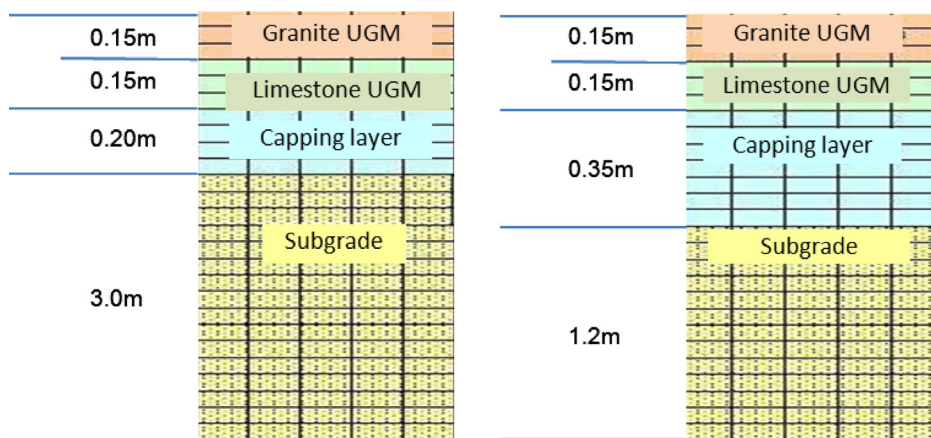 0.15m
Granite UGM
0.15m
Limestone UGM
0.20m
Capping layer
Subgrade
3.0m
0.15m
Granite UGM
0.15m
Limestone UGM
Capping layer
0.35m
Subgrade
1.2m